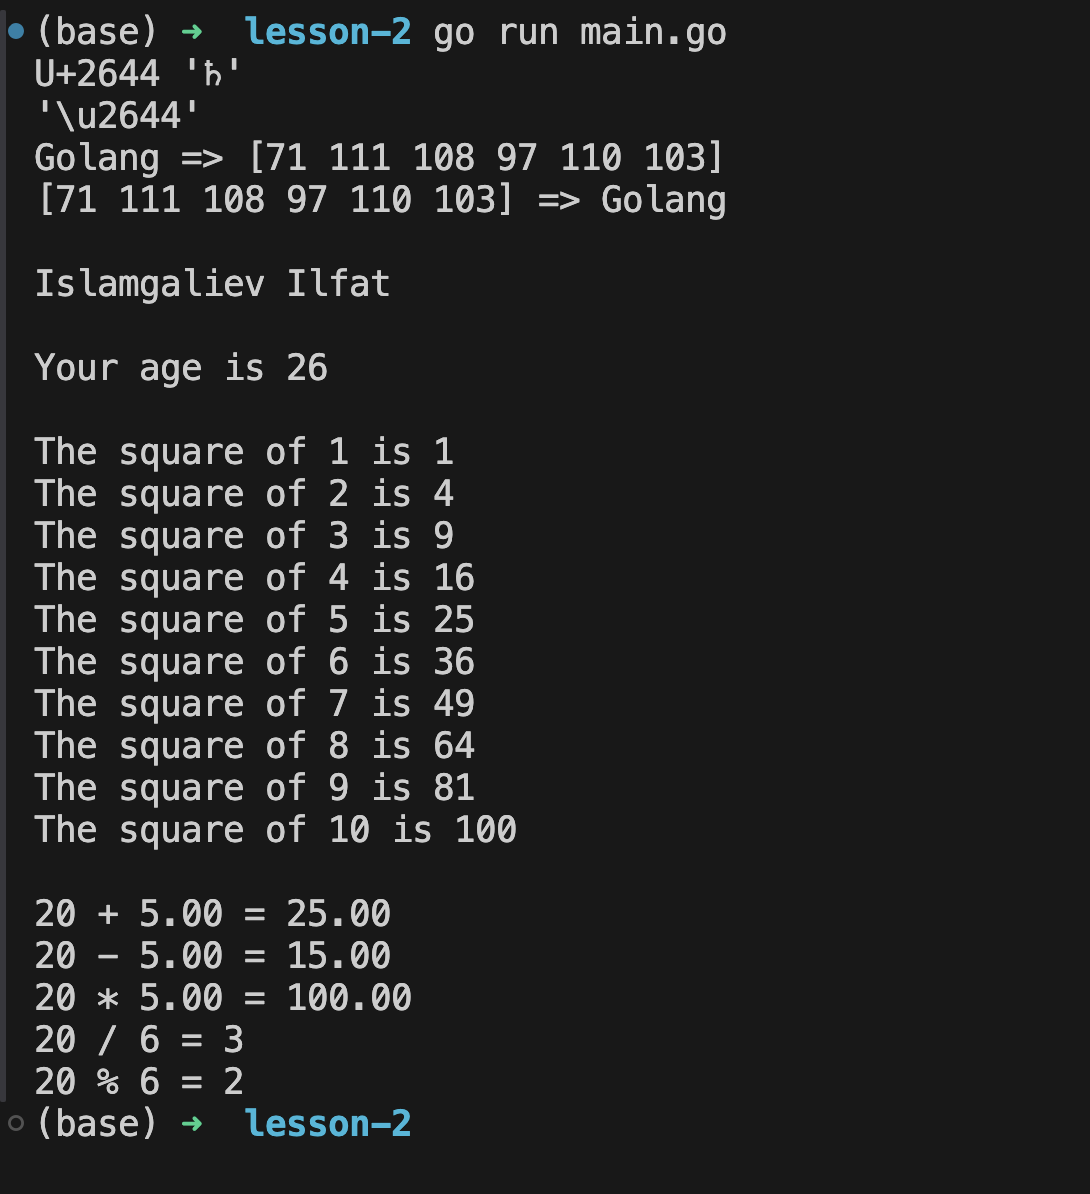 (base) ➜  lesson-2 go run main.go
U+2644 '♄'
'\u2644'
Golang => [71 111 108 97 110 103]
[71 111 108 97 110 103] => Golang

Islamgaliev Ilfat

Your age is 26

The square of 1 is 1
The square of 2 is 4
The square of 3 is 9
The square of 4 is 16
The square of 5 is 25
The square of 6 is 36
The square of 7 is 49
The square of 8 is 64
The square of 9 is 81
The square of 10 is 100

20 + 5.00 = 25.00
20 - 5.00 = 15.00
20 * 5.00 = 100.00
20 / 6 = 3
20 % 6 = 2
(base) ➜  lesson-2